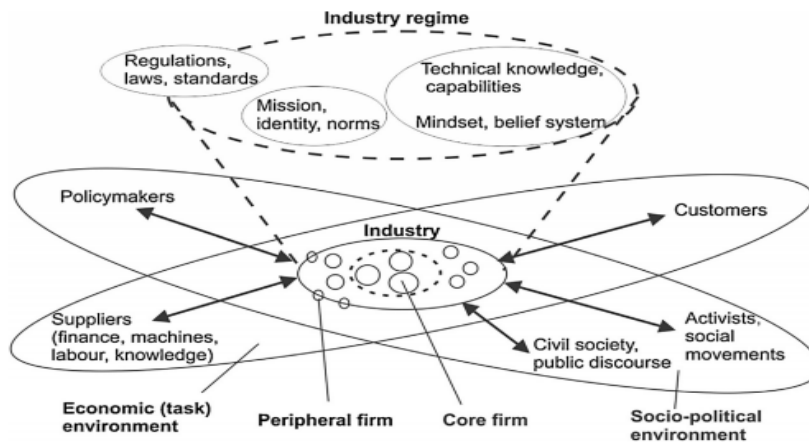 Industry regime
Regulations,
laws, standards
Technical knowledge,
capabilities
Mission,
identity, norms
Mindset, belief system
Policymakers
Customers
Industry
Suppliers
(finance, machines,
labour, knowledge)
Civil society,
public discourse
Activists,
social
movements
Economic (task)
environment
Peripheral firm
Core firm
Socio-political
environment